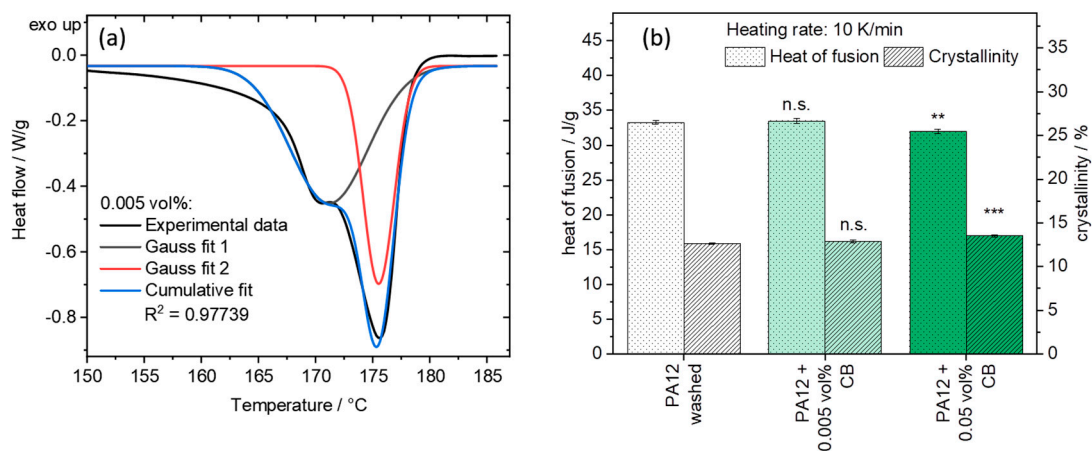 exo up
(a)
0.0
-0.2
-0.4
-0.6
-0.8
Heat flow / W/g
0.005 vol%:
Experimental data
Gauss fit 1
Gauss fit 2
Cumulative fit
R² = 0.97739
150 155 160 165 170 175 180 185
Temperature / °C
(b)
Heating rate: 10 K/min
Heat of fusion
Crystallinity
45
40
35
30
25
20
15
10
5
0
heat of fusion / J/g
n.s.
n.s.
**
***
35
30
25
20
15
10
5
0
crystallinity / %
PA12
washed
PA12 +
0.005 vol%
CB
PA12 +
0.05 vol%
CB